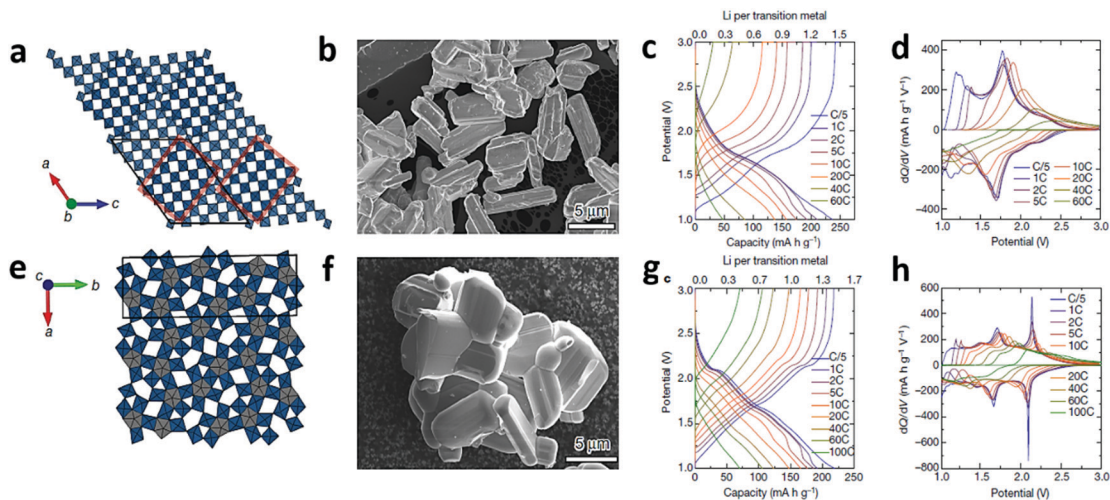 a
a
b
c
b
5 μm
c
Li per transition metal
0.0 0.3 0.6 0.9 1.2 1.5
3.0
2.5
2.0
1.5
1.0
Potential (V)
C/5
1C
2C
5C
10C
20C
40C
60C
0 50 100 150 200 250
Capacity (mA h g⁻¹)
d
400
200
0
−200
−400
dQ/dV (mA h g⁻¹ V⁻¹)
C/5
1C
2C
5C
10C
20C
40C
60C
1.0 1.5 2.0 2.5 3.0
Potential (V)
e
c
b
a
f
5 μm
g
c
Li per transition metal
0.0 0.3 0.7 1.0 1.3 1.7
3.0
2.5
2.0
1.5
1.0
Potential (V)
C/5
1C
2C
5C
10C
20C
40C
60C
100C
0 50 100 150 200 250
Capacity (mA h g⁻¹)
h
600
400
200
0
−200
−400
−600
−800
dQ/dV (mA h g⁻¹ V⁻¹)
C/5
1C
2C
5C
10C
20C
40C
60C
100C
1.0 1.5 2.0 2.5 3.0
Potential (V)